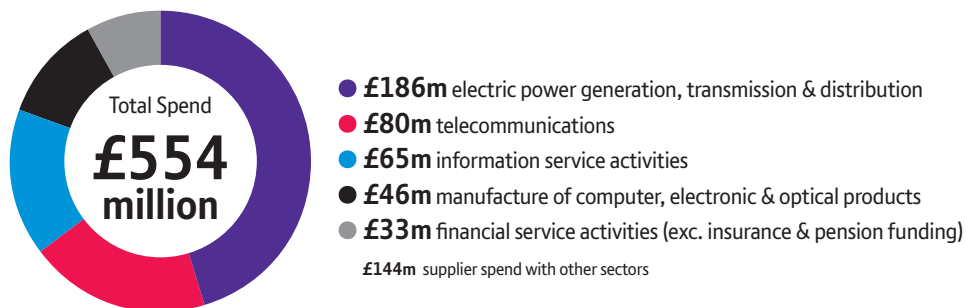 Total Spend
£554
million
£186m electric power generation, transmission & distribution
£80m telecommunications
£65m information service activities
£46m manufacture of computer, electronic & optical products
£33m financial service activities (exc. insurance & pension funding)
£144m supplier spend with other sectors